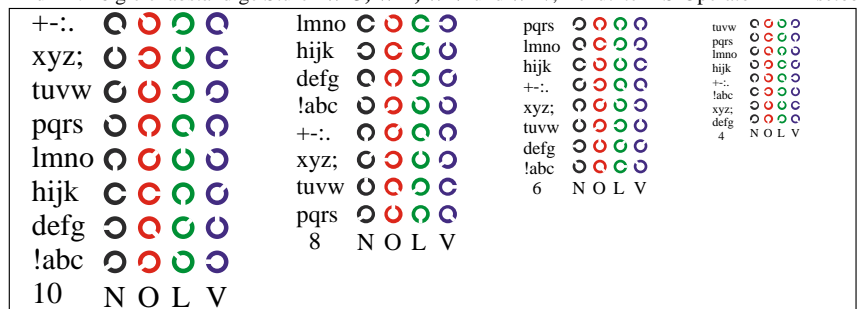 +-:.
xyz;
tuvw
pqrs
lmno
hijk
defg
!abc
10 N O L V
lmno
hijk
defg
!abc
+-:.
xyz;
tuvw
pqrs
8 N O L V
pqrs
lmno
hijk
+-:.
xyz;
tuvw
defg
!abc
6 N O L V
tuvw
pqrs
lmno
hijk
+-:.
!abc
xyz;
defg
4 N O L V